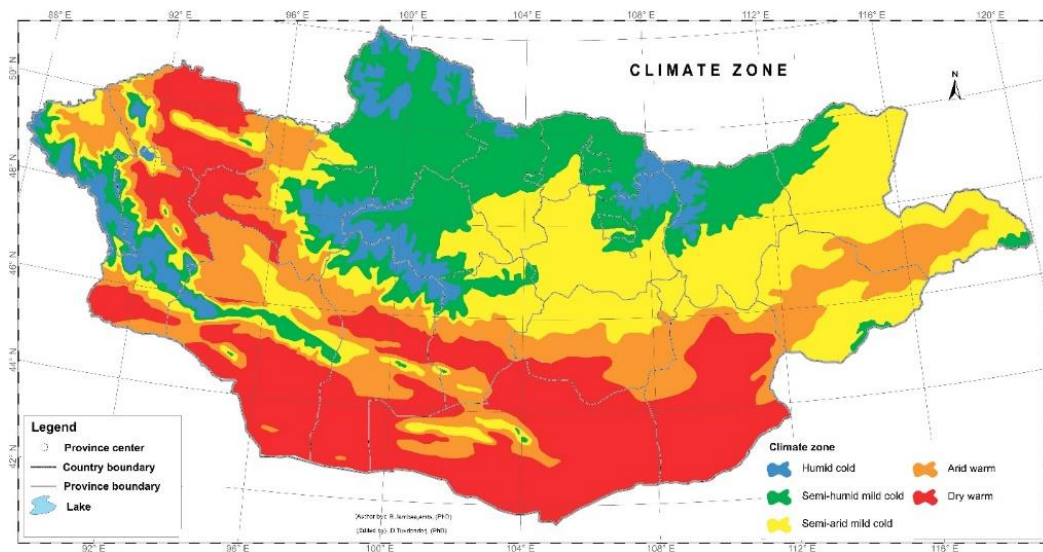 88° E 92° E 96° E 100° E 104° E 108° E 112° E 116° E 120° E
CLIMATE ZONE
N
50° N
48° N
46° N
44° N
42° N
Legend
Province center
Country boundary
Province boundary
Lake
Climate zone
Humid cold
Semi-humid mild cold
Semi-arid mild cold
Arid warm
Dry warm
(PhD)
(PhD)
92° E 96° E 100° E 104° E 108° E 112° E 116° E